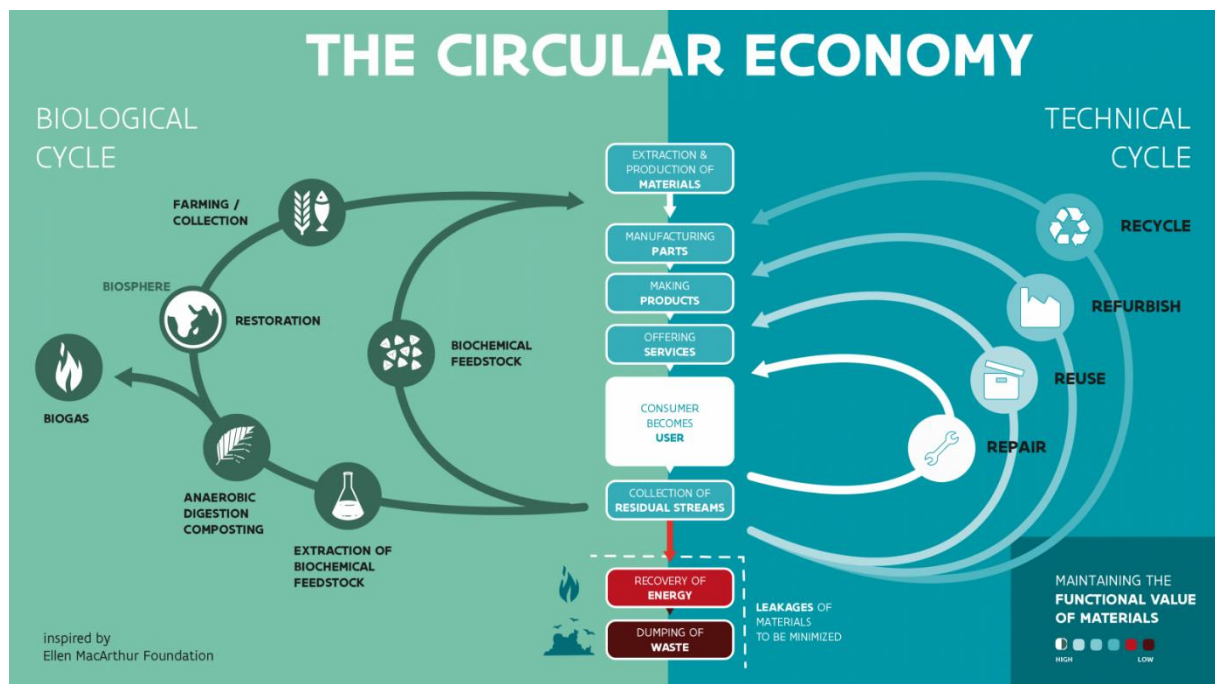 THE CIRCULAR ECONOMY
BIOLOGICAL
CYCLE
TECHNICAL
CYCLE
FARMING /
COLLECTION
BIOSPHERE
RESTORATION
BIOGAS
ANAEROBIC
DIGESTION
COMPOSTING
EXTRACTION OF
BIOCHEMICAL
FEEDSTOCK
BIOCHEMICAL
FEEDSTOCK
EXTRACTION &
PRODUCTION OF
MATERIALS
MANUFACTURING
PARTS
MAKING
PRODUCTS
OFFERING
SERVICES
CONSUMER
BECOMES
USER
COLLECTION OF
RESIDUAL STREAMS
RECOVERY OF
ENERGY
DUMPING OF
WASTE
LEAKAGES OF
MATERIALS
TO BE MINIMIZED
RECYCLE
REFURBISH
REUSE
REPAIR
MAINTAINING THE
FUNCTIONAL VALUE
OF MATERIALS
HIGH LOW
inspired by
Ellen MacArthur Foundation